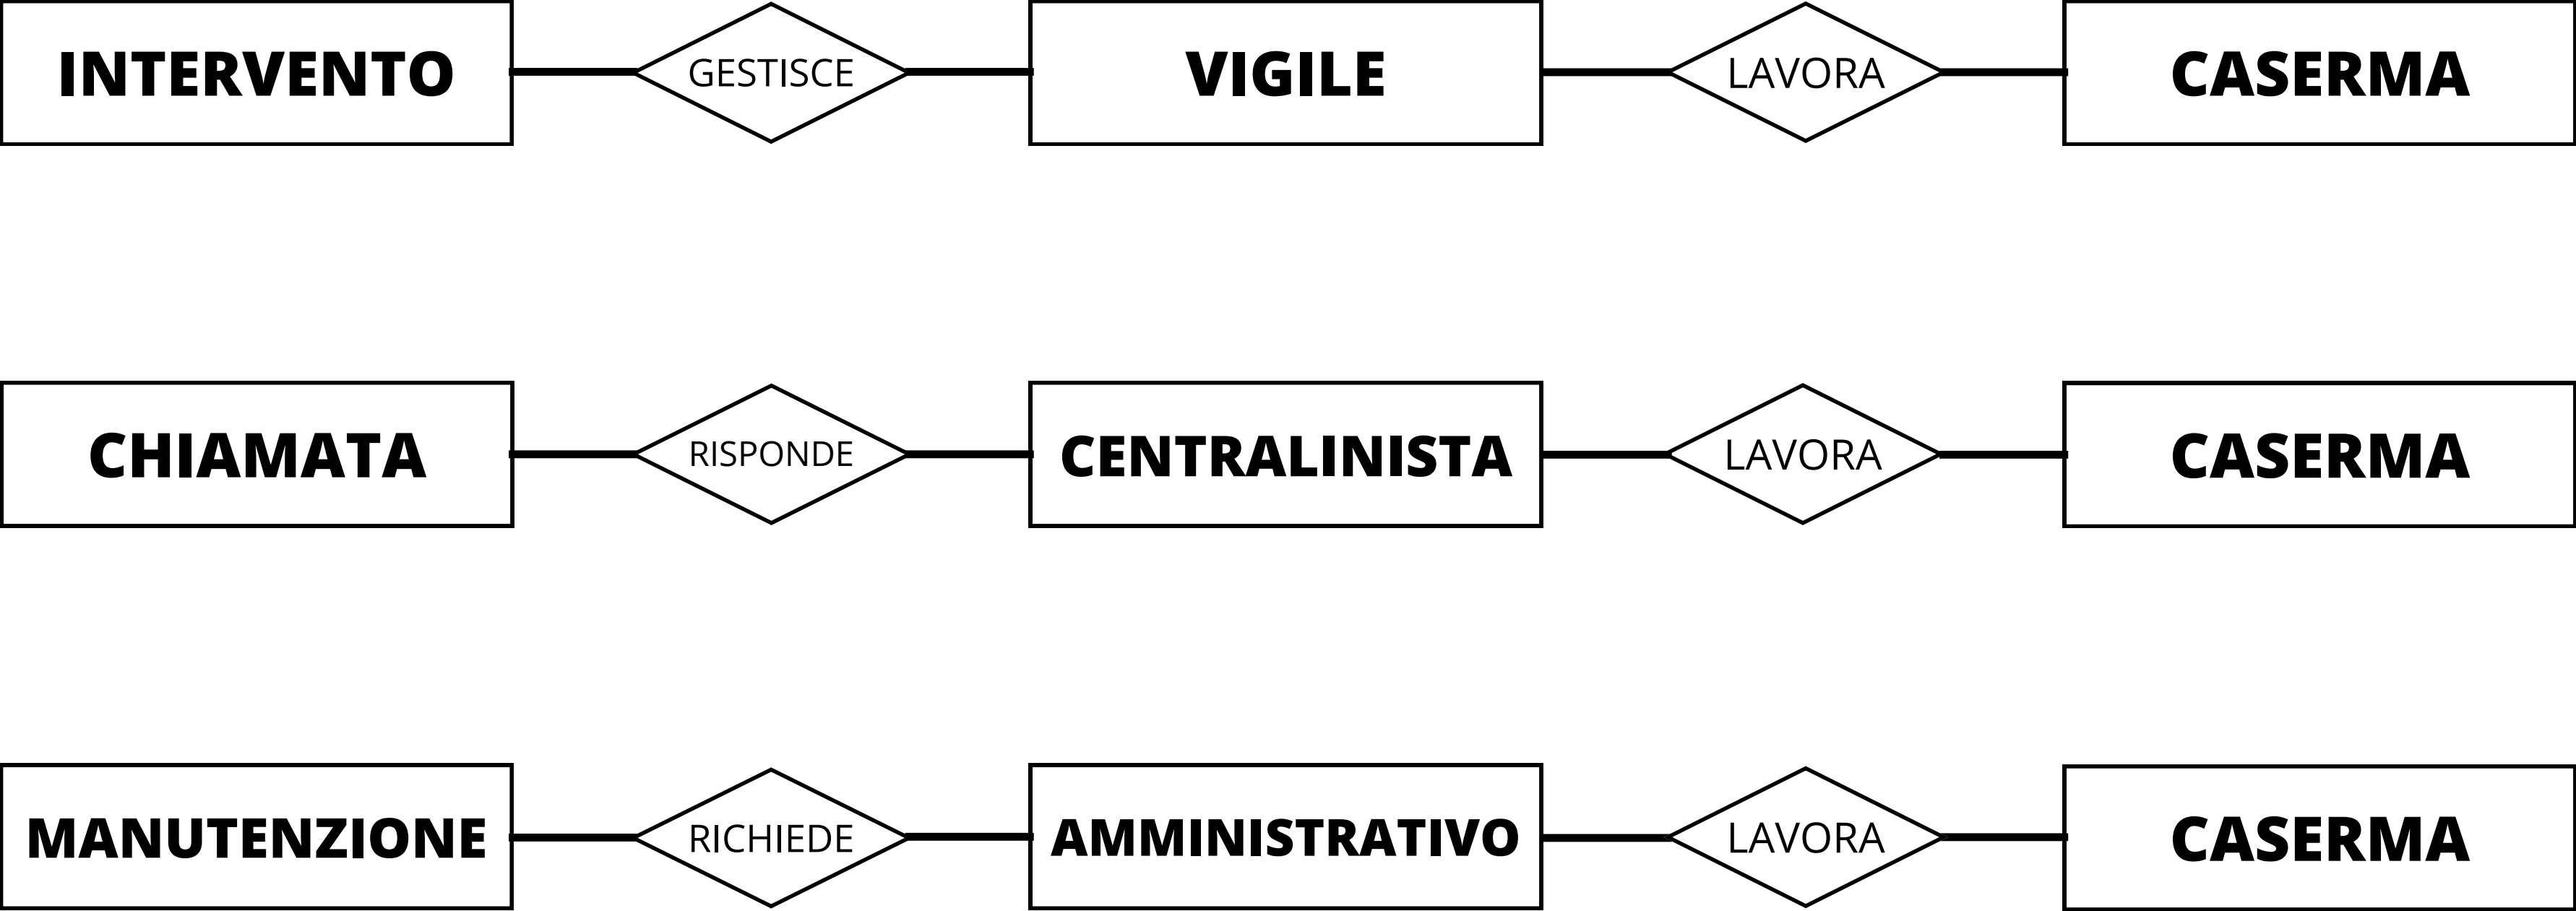 INTERVENTO GESTISCE VIGILE LAVORA CASERMA
CHIAMATA RISPONDE CENTRALINISTA LAVORA CASERMA
MANUTENZIONE RICHIEDE AMMINISTRATIVO LAVORA CASERMA